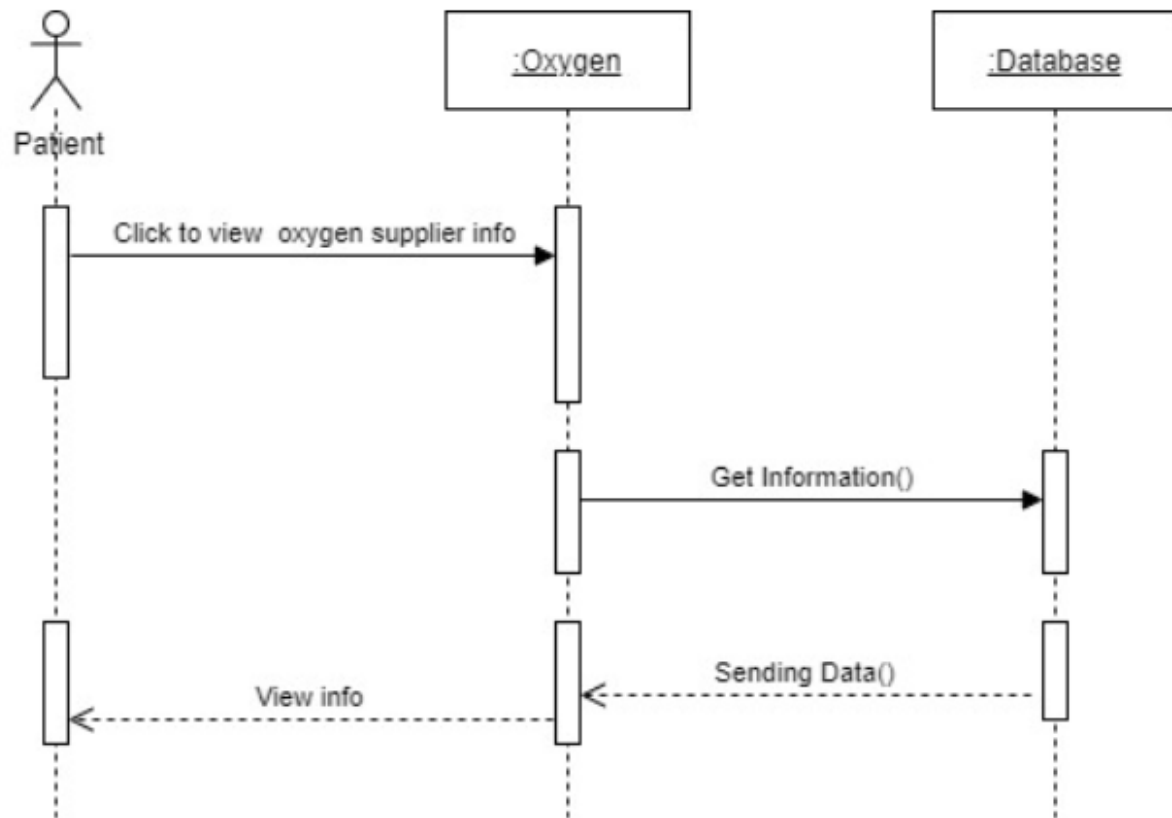 :Oxygen
:Database
Patient
Click to view  oxygen supplier info
Get Information()
Sending Data()
View info